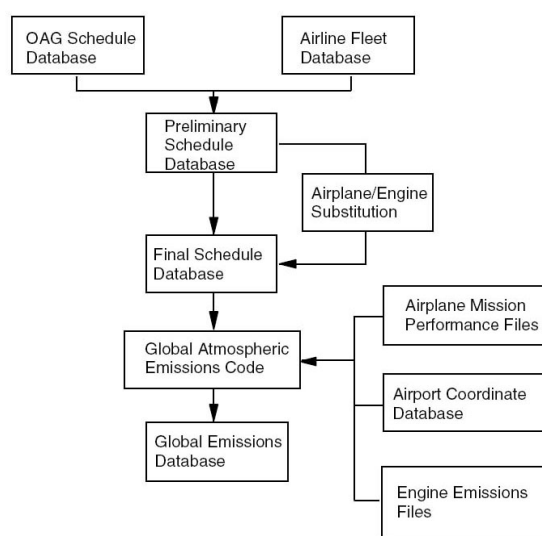 OAG Schedule
Database
Airline Fleet
Database
Preliminary
Schedule
Database
Airplane/Engine
Substitution
Final Schedule
Database
Airplane Mission
Performance Files
Global Atmospheric
Emissions Code
Airport Coordinate
Database
Global Emissions
Database
Engine Emissions
Files